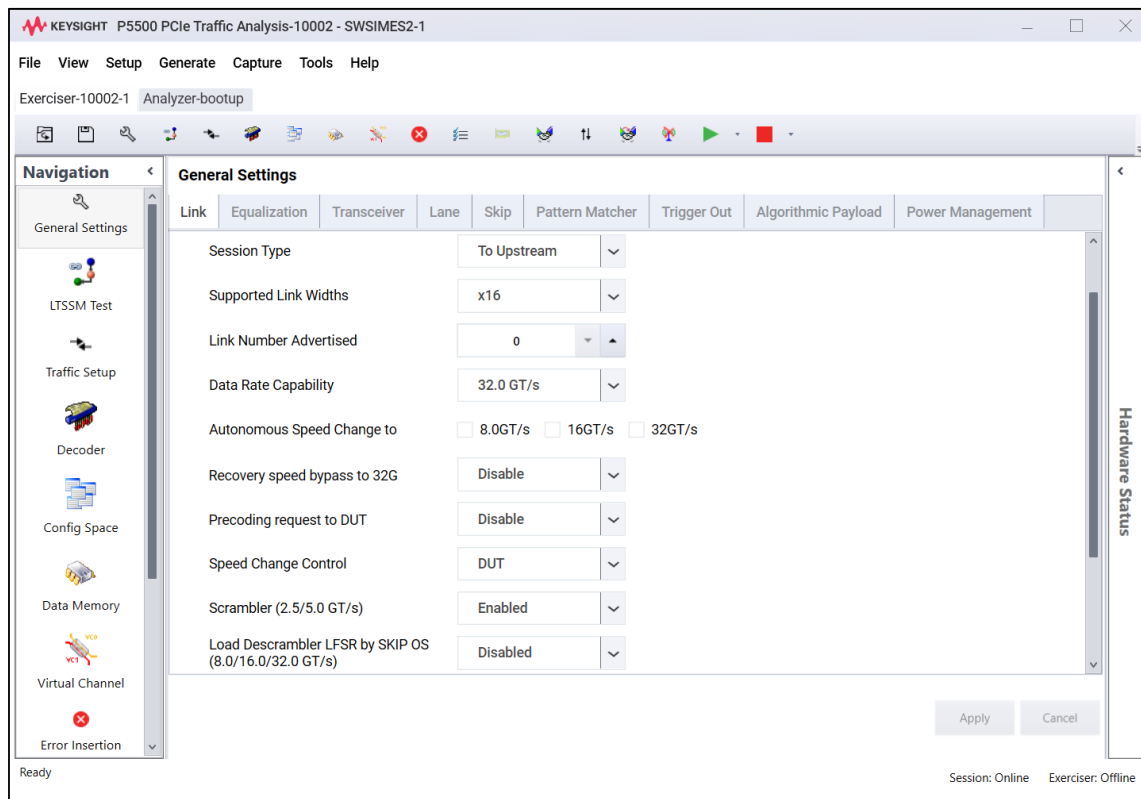 KEYSIGHT P5500 PCIe Traffic Analysis-10002 - SWSIMES2-1
File View Setup Generate Capture Tools Help
Exerciser-10002-1 Analyzer-bootup
Navigation
General Settings
LTSSM Test
Traffic Setup
Decoder
Config Space
Data Memory
VC0
VC1
Virtual Channel
Error Insertion
General Settings
Link Equalization Transceiver Lane Skip Pattern Matcher Trigger Out Algorithmic Payload Power Management
Session Type To Upstream
Supported Link Widths x16
Link Number Advertised 0
Data Rate Capability 32.0 GT/s
Autonomous Speed Change to 8.0GT/s 16GT/s 32GT/s
Recovery speed bypass to 32G Disable
Precoding request to DUT Disable
Speed Change Control DUT
Scrambler (2.5/5.0 GT/s) Enabled
Load Descrambler LFSR by SKIP OS
(8.0/16.0/32.0 GT/s) Disabled
Apply Cancel
Hardware Status
Ready
Session: Online Exerciser: Offline